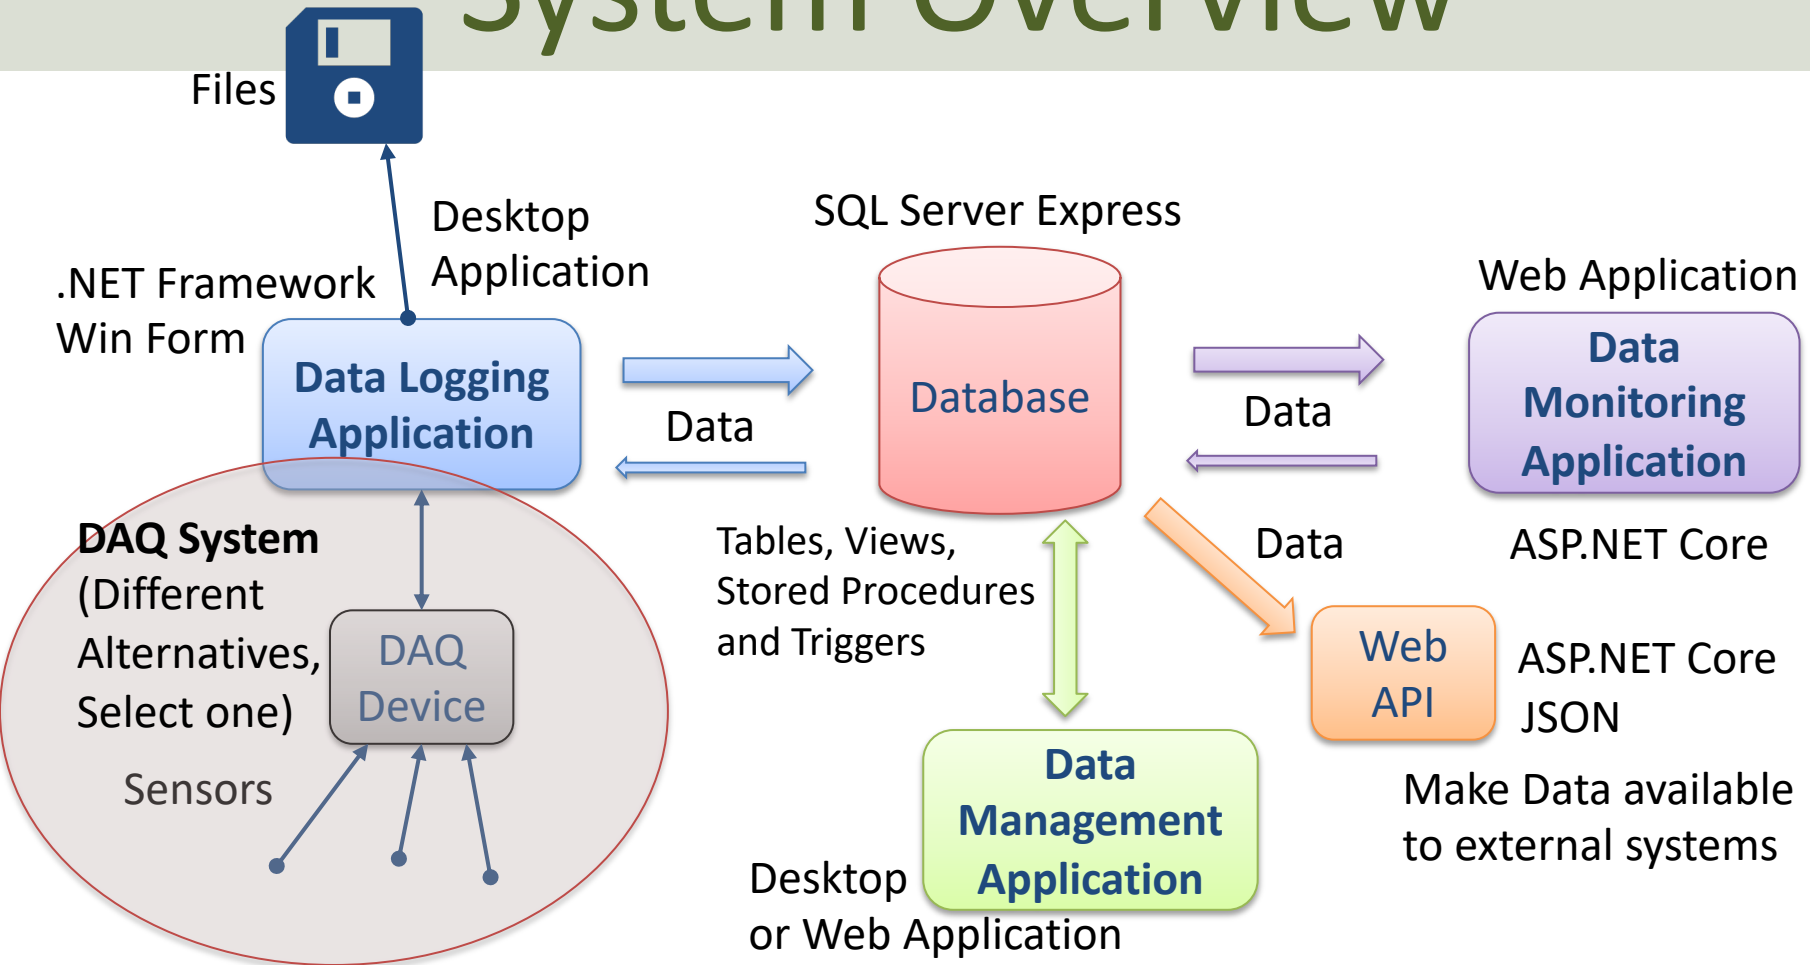 System Overview
Files
Desktop
Application
.NET Framework
Win Form
Data Logging
Application
Data
SQL Server Express
Database
Data
Web Application
Data
Monitoring
Application
ASP.NET Core
DAQ System
(Different
Alternatives,
Select one)
DAQ
Device
Sensors
Tables, Views,
Stored Procedures
and Triggers
Data
Web
API
ASP.NET Core
JSON
Make Data available
to external systems
Data
Management
Application
Desktop
or Web Application